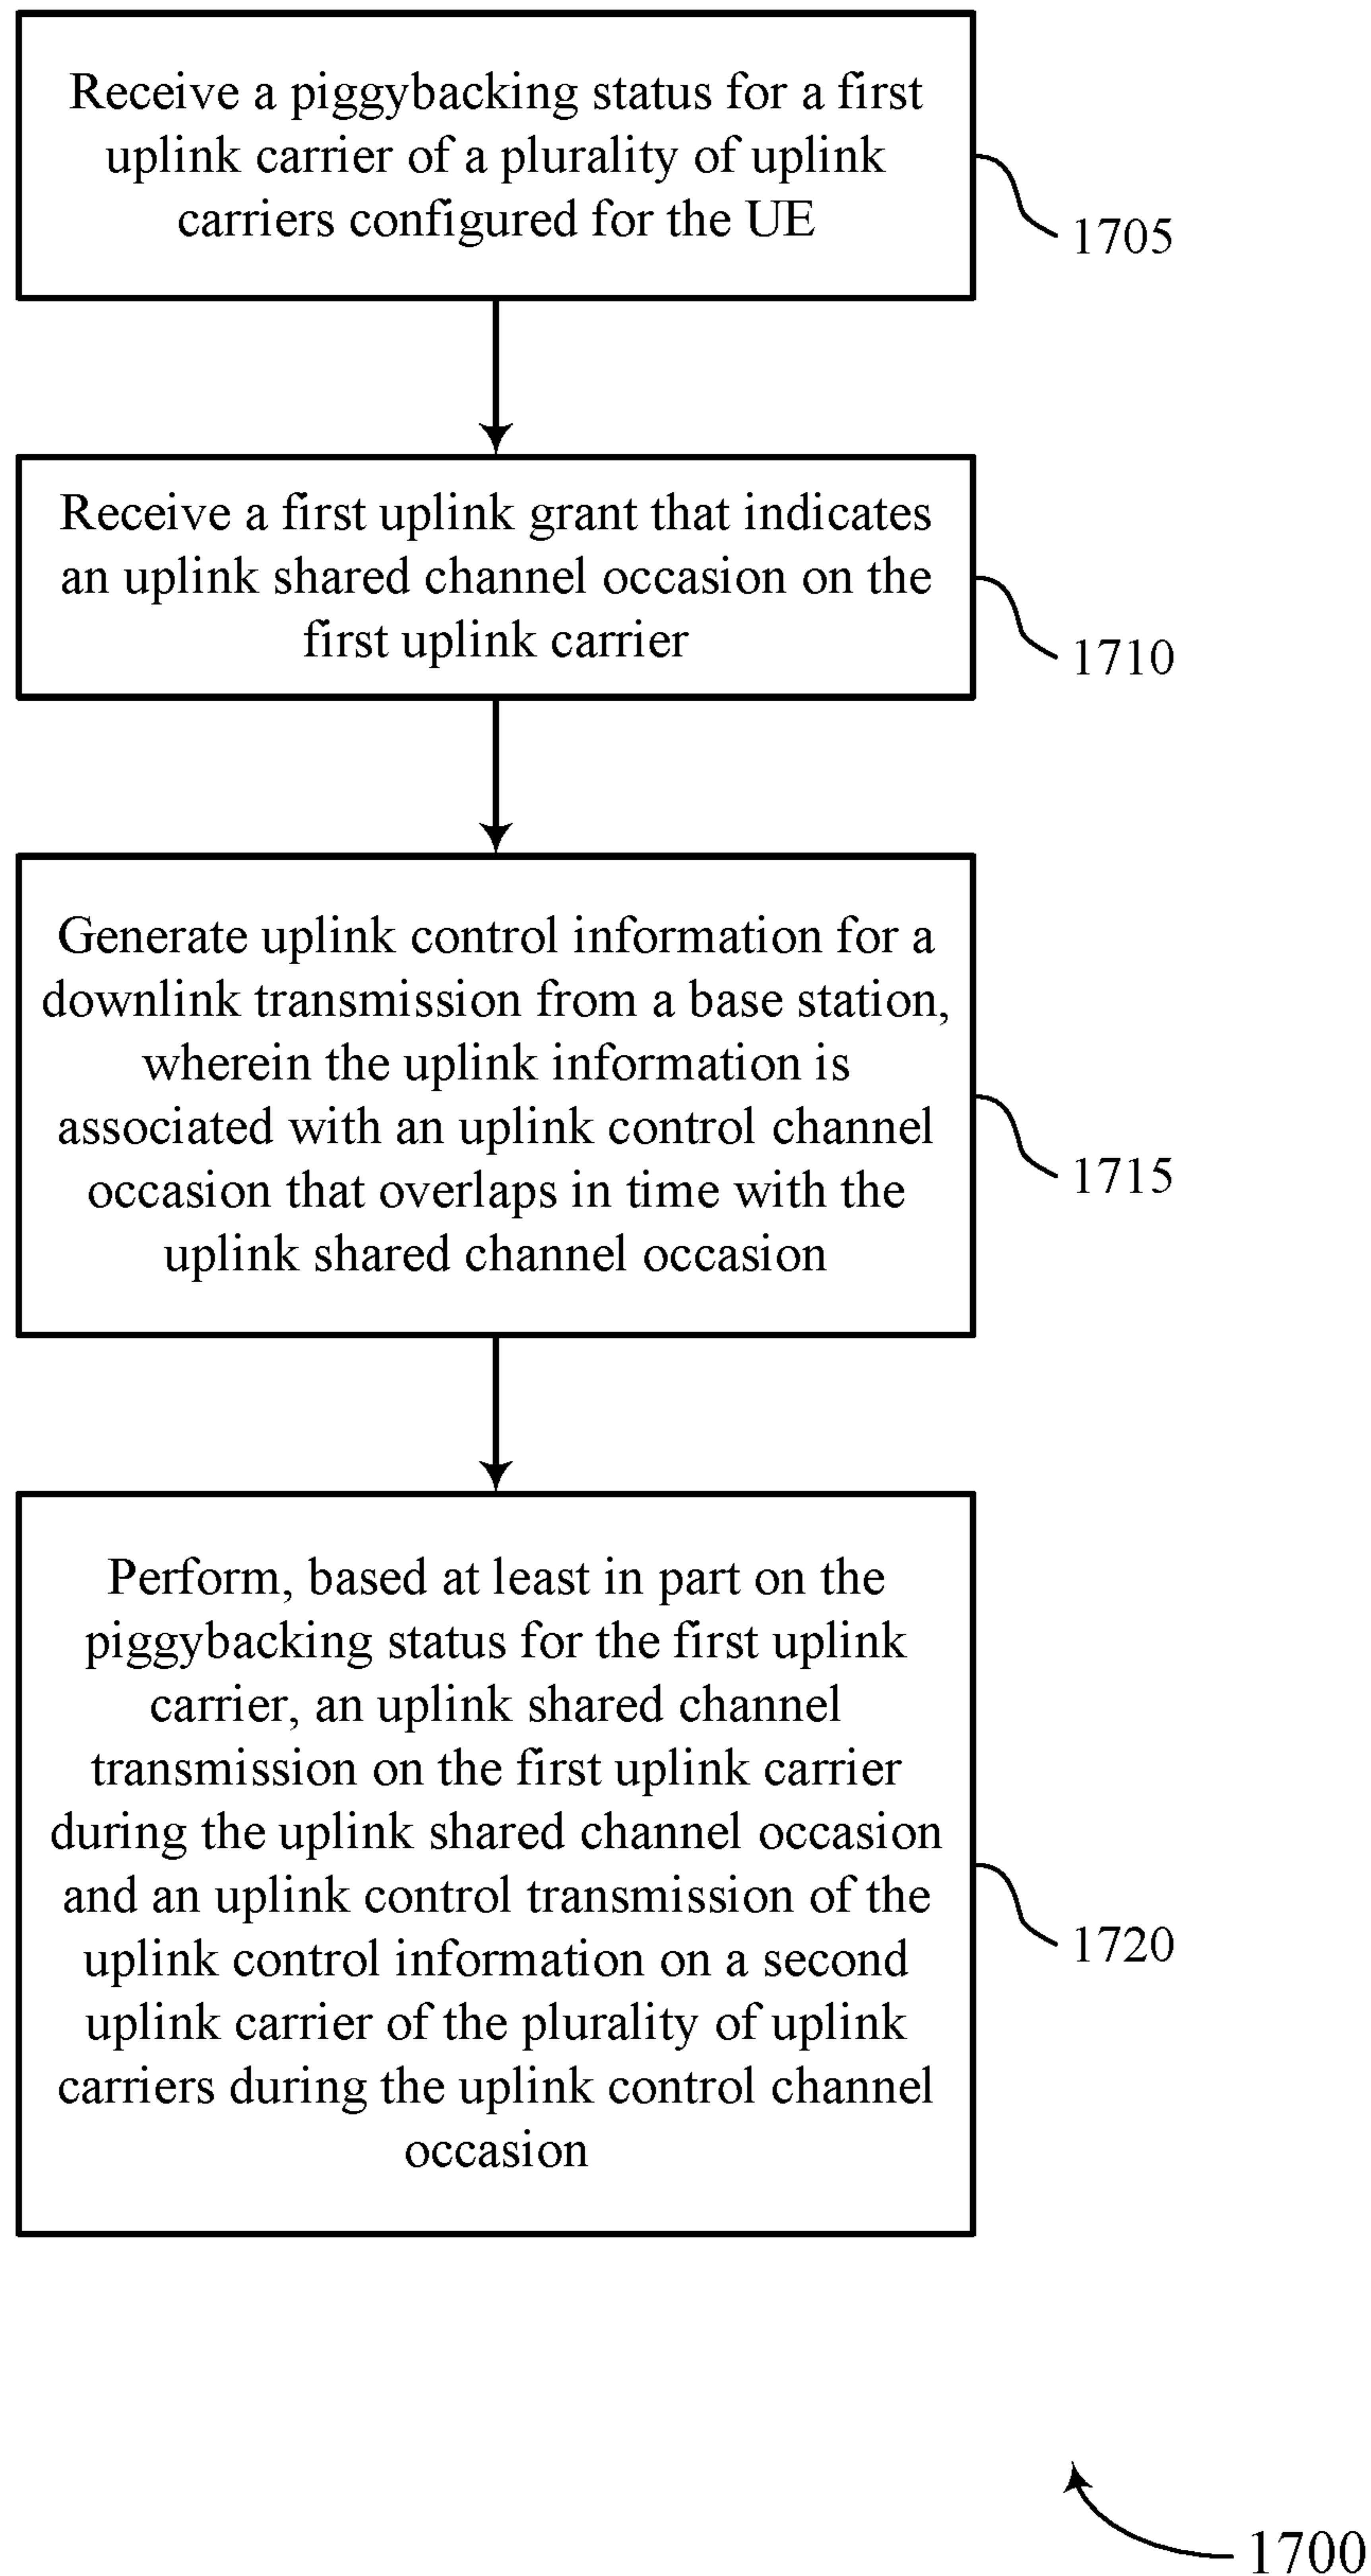 Receive a piggybacking status for a first
uplink carrier of a plurality of uplink
carriers configured for the UE
1705
Receive a first uplink grant that indicates
an uplink shared channel occasion on the
first uplink carrier
1710
Generate uplink control information for a
downlink transmission from a base station,
wherein the uplink information is
associated with an uplink control channel
occasion that overlaps in time with the
uplink shared channel occasion
1715
Perform, based at least in part on the
piggybacking status for the first uplink
carrier, an uplink shared channel
transmission on the first uplink carrier
during the uplink shared channel occasion
and an uplink control transmission of the
uplink control information on a second
uplink carrier of the plurality of uplink
carriers during the uplink control channel
occasion
1720
1700